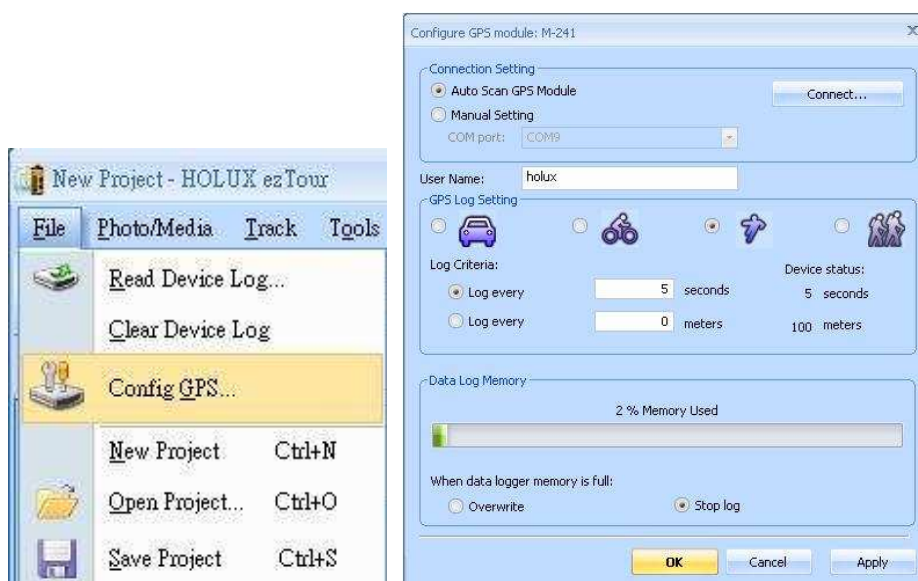 New Project - HOLUX ezTour
File Photo/Media Track Tools
Read Device Log...
Clear Device Log
Config GPS...
New Project Ctrl+N
Open Project... Ctrl+O
Save Project Ctrl+S
Configure GPS module: M-241
Connection Setting
Auto Scan GPS Module
Connect...
Manual Setting
COM port: COM9
User Name: holux
GPS Log Setting
Log Criteria:
Device status:
Log every 5 seconds 5 seconds
Log every 0 meters 100 meters
Data Log Memory
2 % Memory Used
When data logger memory is full:
Overwrite Stop log
OK Cancel Apply